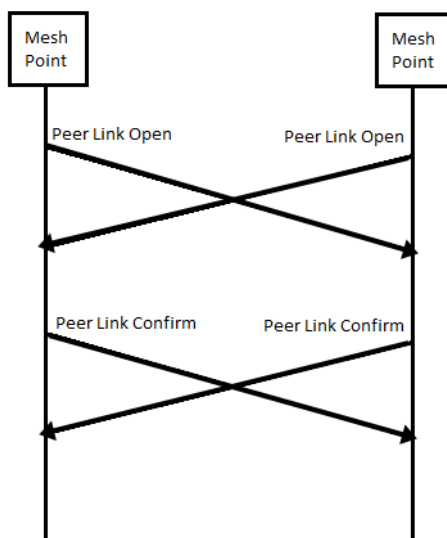 Mesh
Point
Mesh
Point
Peer Link Open
Peer Link Open
Peer Link Confirm
Peer Link Confirm